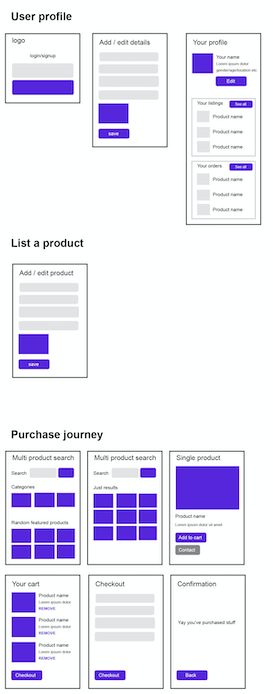 User profile
logo
login/signup
Add / edit details
save
Your profile
Your name
Lorem ipsum dolor
gender/age/location etc
Edit
Your listings
See all
Product name
Product name
Product name
Your orders
See all
Product name
Product name
Product name
List a product
Add / edit product
save
Purchase journey
Multi product search
Search
Categories
Random featured products
Multi product search
Search
Just results
Single product
Product name
Lorem ipsum dolor sit amet
Add to cart
Contact
Your cart
Product name
Lorem ipsum dolor
REMOVE
Product name
Lorem ipsum dolor
REMOVE
Product name
Lorem ipsum dolor
REMOVE
Checkout
Checkout
Checkout
Confirmation
Yay you've purchased stuff
Back